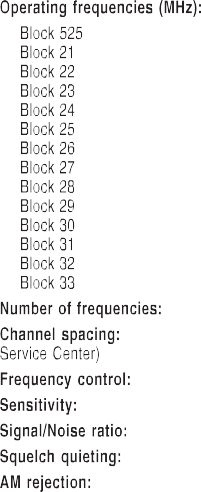 Operating frequencies (MHz):
Block 525
Block 21
Block 22
Block 23
Block 24
Block 25
Block 26
Block 27
Block 28
Block 29
Block 30
Block 31
Block 32
Block 33
Number of frequencies:
Channel spacing:
Service Center)
Frequency control:
Sensitivity:
Signal/Noise ratio:
Squelch quieting:
AM rejection: